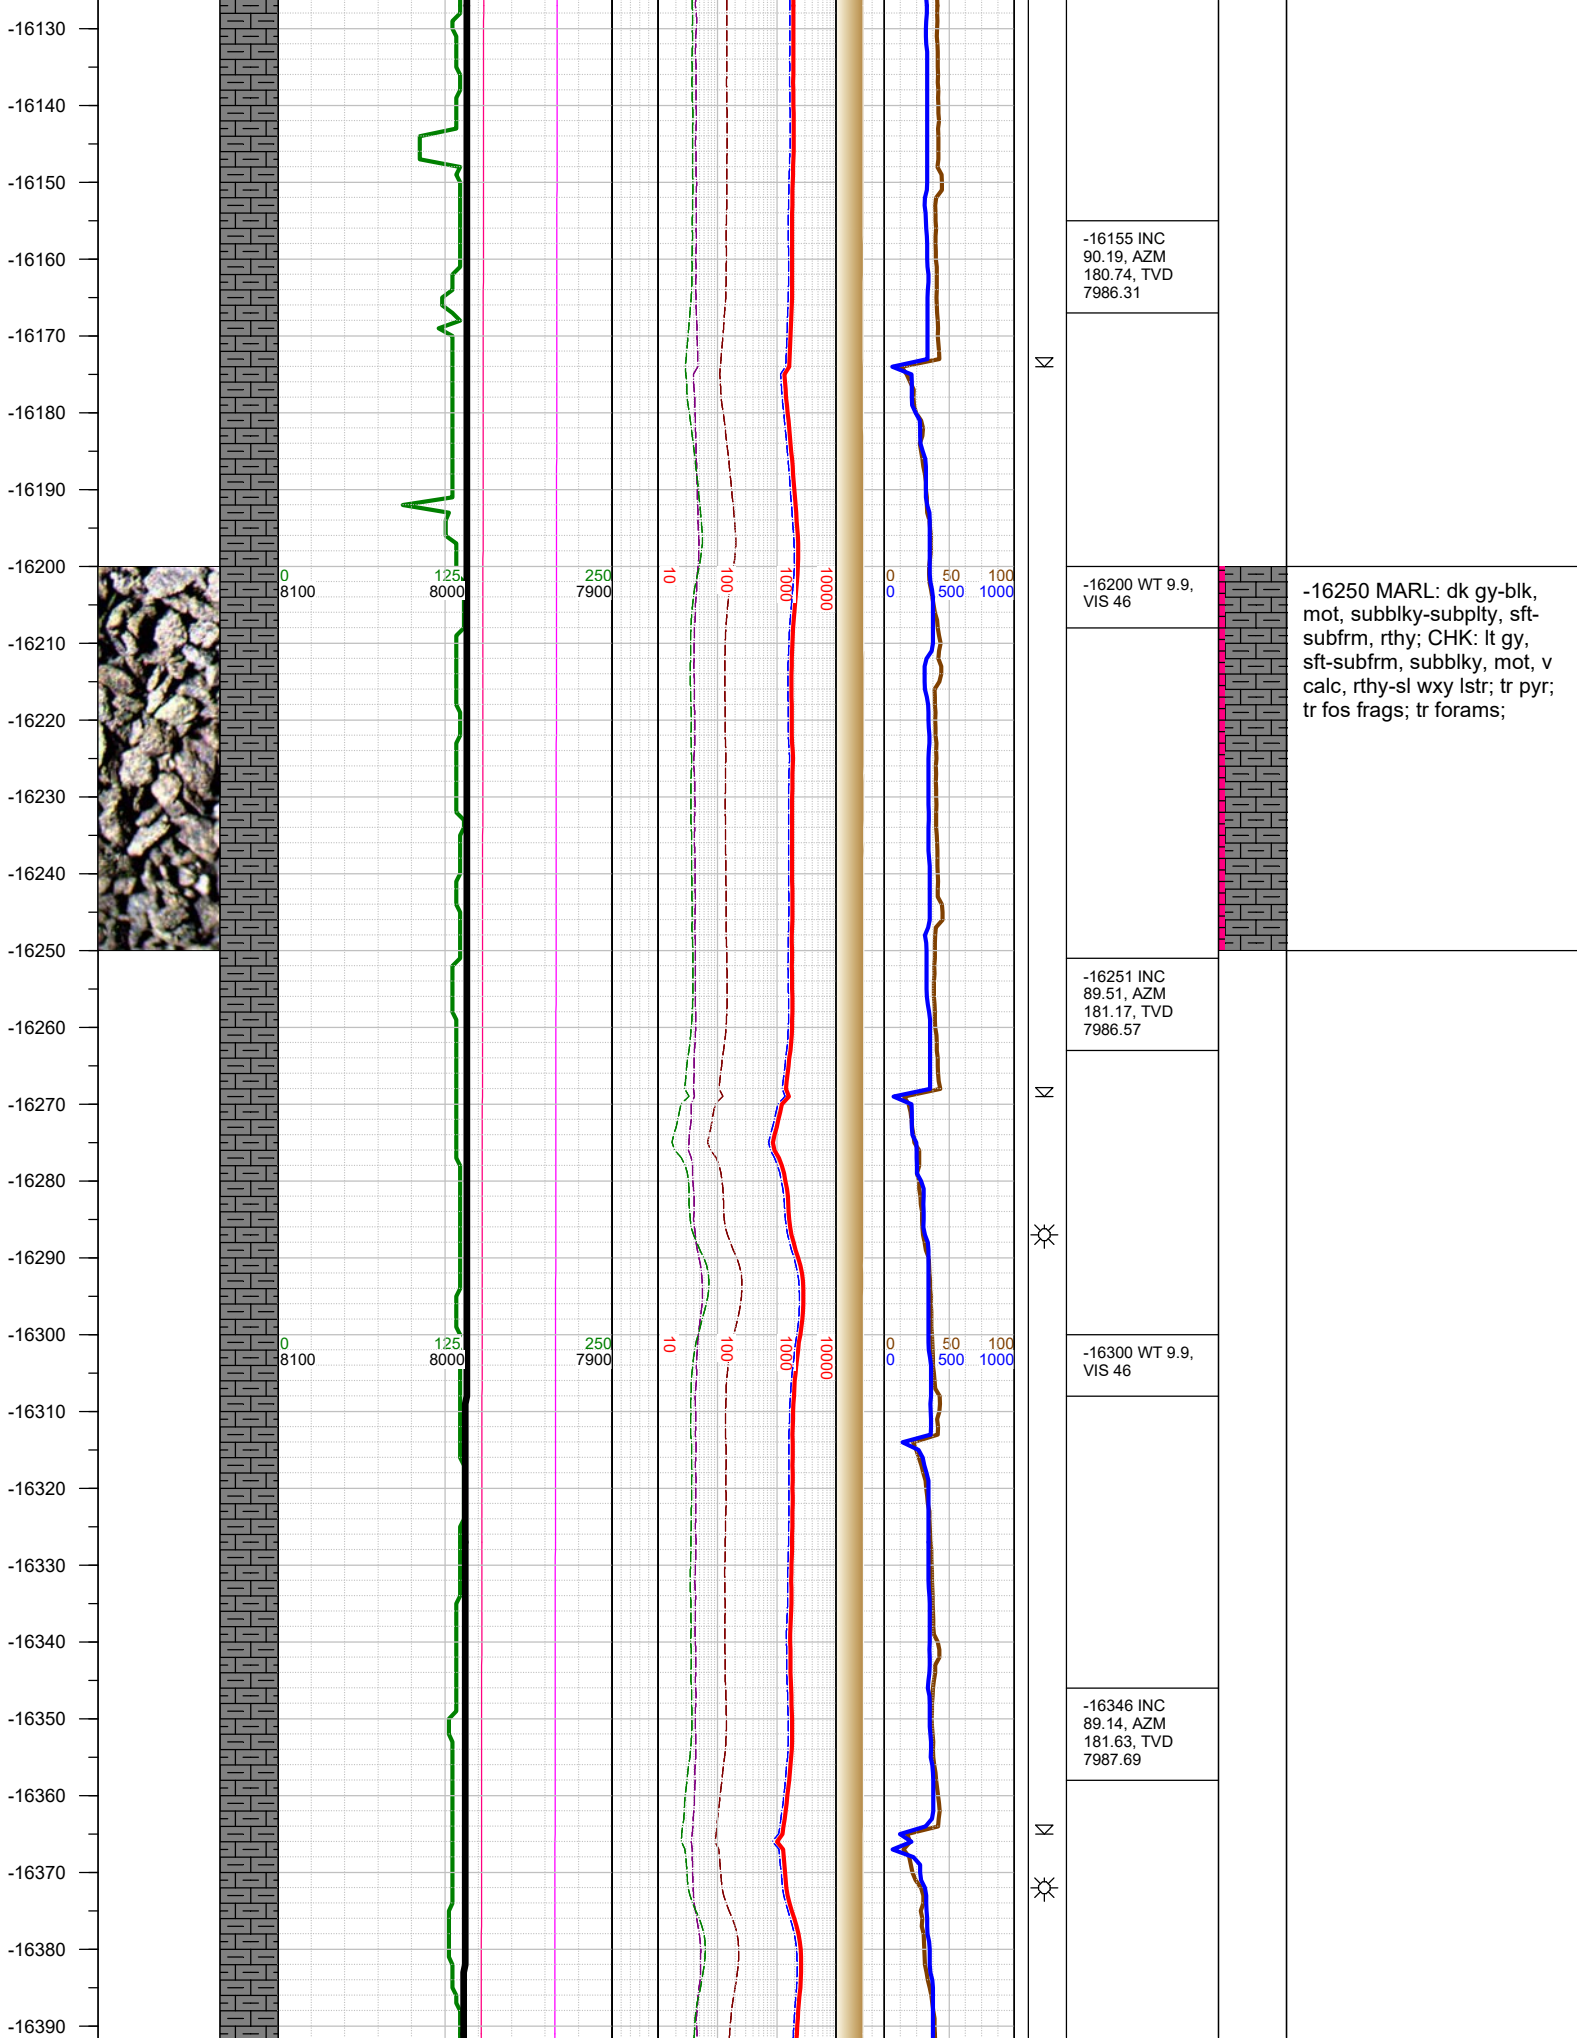 -16130
-16140
-16150
-16155 INC
90.19, AZM
180.74, TVD
7986.31
-16160
-16170
-16180
-16190
-16200
0 125 250
8100 8000 7900
10 100 1000 10000
0 50 100
0 500 1000
-16200 WT 9.9,
VIS 46
-16250 MARL: dk gy-blk,
mot, subblky-subplty, sft-
subfrm, rthy; CHK: lt gy,
sft-subfrm, subblky, mot, v
calc, rthy-sl wxy lstr; tr pyr;
tr fos frags; tr forams;
-16210
-16220
-16230
-16240
-16250
-16251 INC
89.51, AZM
181.17, TVD
7986.57
-16260
-16270
-16280
-16290
-16300
0 125 250
8100 8000 7900
10 100 1000 10000
0 50 100
0 500 1000
-16300 WT 9.9,
VIS 46
-16310
-16320
-16330
-16340
-16346 INC
89.14, AZM
181.63, TVD
7987.69
-16350
-16360
-16370
-16380
-16390